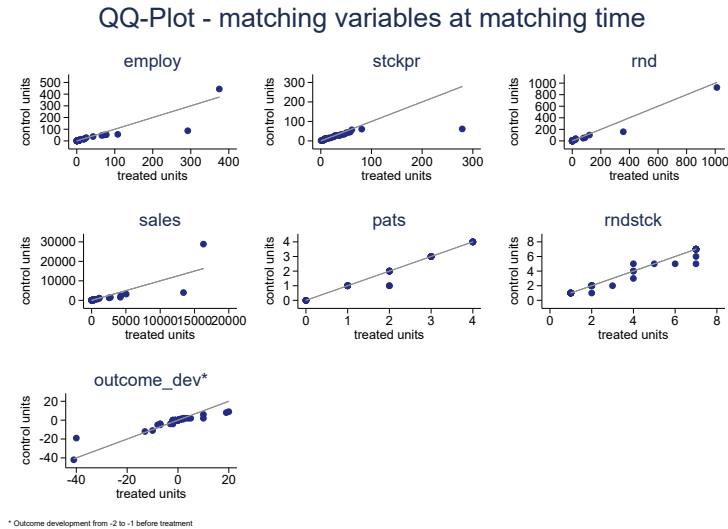 QQ-Plot - matching variables at matching time
employ
control units
500
400
300
200
100
0
0 100 200 300 400
treated units
stckpr
control units
300
200
100
0
0 100 200 300
treated units
rnd
control units
1000
800
600
400
200
0
0 200 400 600 800 1000
treated units
sales
control units
30000
20000
10000
0
0 5000 10000 15000 20000
treated units
pats
control units
4
3
2
1
0
0 1 2 3 4
treated units
rndstck
control units
8
6
4
2
0
0 2 4 6 8
treated units
outcome_dev*
control units
20
0
-20
-40
-40 -20 0 20
treated units
* Outcome development from -2 to -1 before treatment